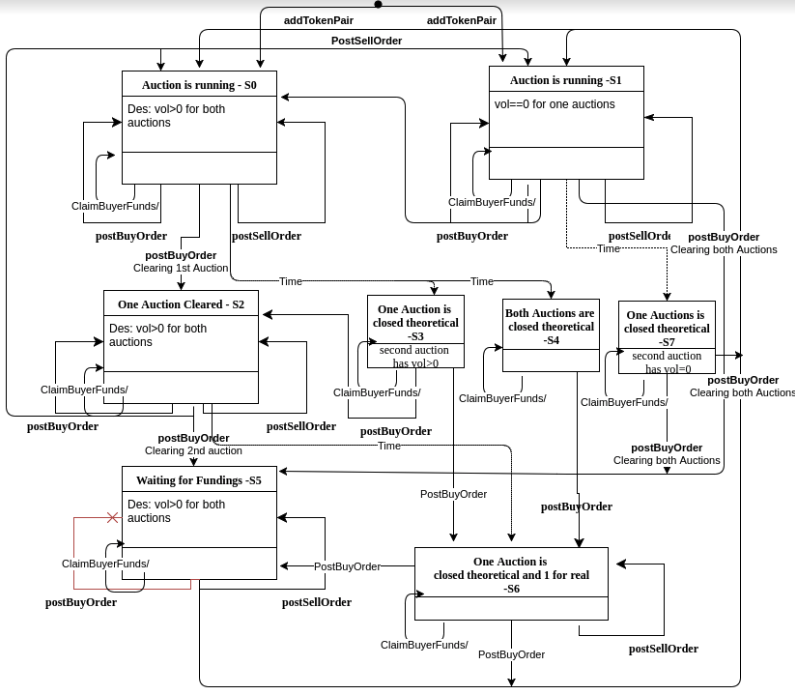 addTokenPair
addTokenPair
PostSellOrder
Auction is running - S0
Des: vol>0 for both
auctions
Auction is running -S1
vol==0 for one auctions
ClaimBuyerFunds/
postBuyOrder
postSellOrder
ClaimBuyerFunds/
postBuyOrder
postSellOrde
postBuyOrder
Clearing both Auctions
postBuyOrder
Clearing 1st Auction
Time
Time
Time
One Auction Cleared - S2
Des: vol>0 for both
auctions
One Auction is
closed theoretical
-S3
second auction
has vol>0
Both Auctions are
closed theoretical
-S4
One Auctions is
closed theoretical
-S7
second auction
has vol=0
ClaimBuyerFunds/
postBuyOrder
postSellOrder
ClaimBuyerFunds/
postBuyOrder
ClaimBuyerFunds/
ClaimBuyerFunds/
postBuyOrder
Clearing both Auctions
postBuyOrder
Clearing 2nd auction
Time
postBuyOrder
Clearing both Auctions
Waiting for Fundings -S5
Des: vol>0 for both
auctions
PostBuyOrder
postBuyOrder
ClaimBuyerFunds/
postBuyOrder
postSellOrder
PostBuyOrder
One Auction is
closed theoretical and 1 for real
-S6
ClaimBuyerFunds/
PostBuyOrder
postSellOrder